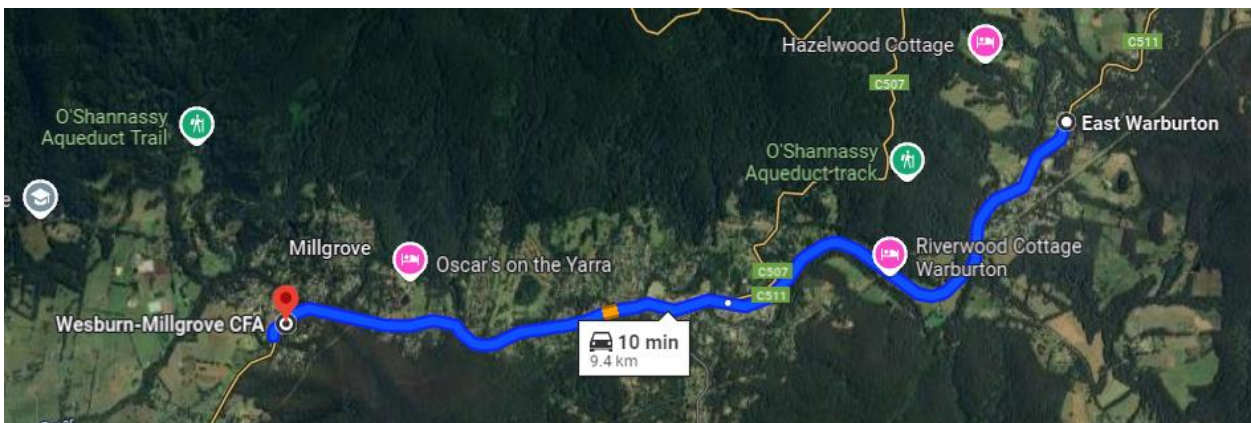 Hazelwood Cottage
C511
C507
O'Shannassy
Aqueduct Trail
East Warburton
O'Shannassy
Aqueduct track
e
Millgrove
Oscar's on the Yarra
Riverwood Cottage
Warburton
C507
C511
Wesburn-Millgrove CFA
10 min
9.4 km